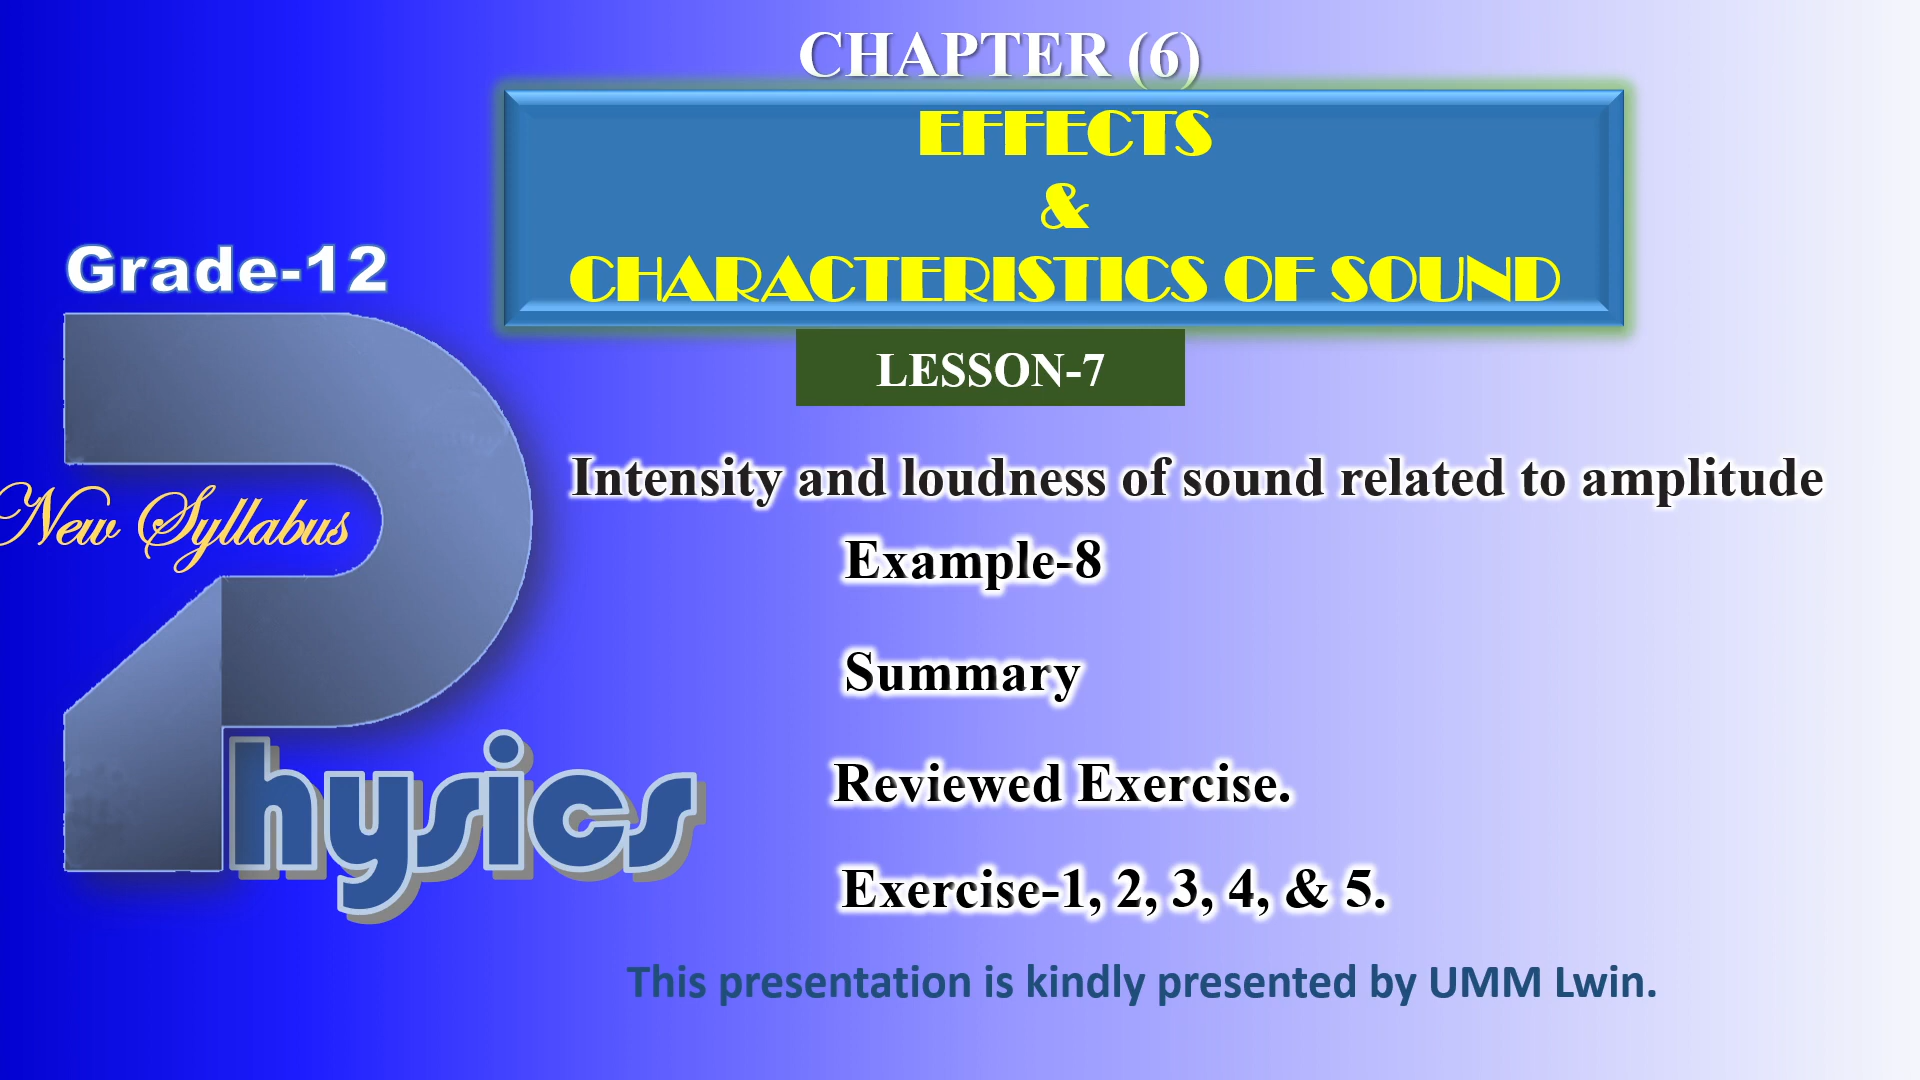 CHAPTER (6)
EFFECTS
&
CHARACTERISTICS OF SOUND
LESSON-7
Grade-12
New Syllabus
Physics
Intensity and loudness of sound related to amplitude
Example-8
Summary
Reviewed Exercise.
Exercise-1, 2, 3, 4, & 5.
This presentation is kindly presented by UMM Lwin.